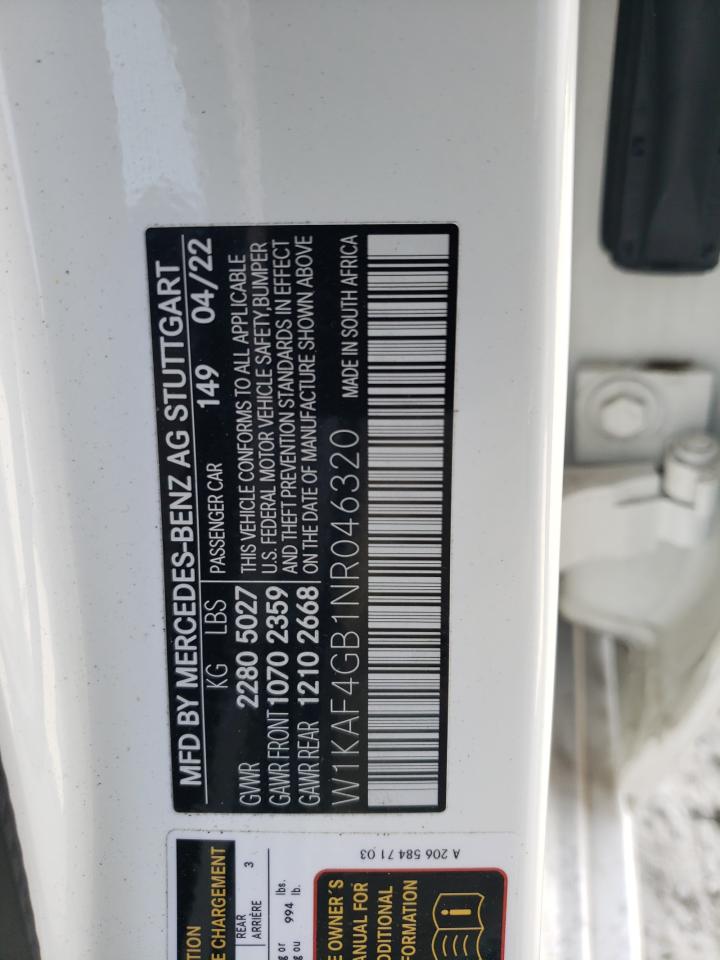 MFD BY MERCEDES-BENZ AG STUTTGART
KG LBS PASSENGER CAR 149 04/22
GVWR 2280 5027 THIS VEHICLE CONFORMS TO ALL APPLICABLE
GAWR FRONT 1070 2359 U.S. FEDERAL MOTOR VEHICLE SAFETY,BUMPER
GAWR REAR 1210 2668 AND THEFT PREVENTION STANDARDS IN EFFECT
ON THE DATE OF MANUFACTURE SHOWN ABOVE
W1KAF4GB1NR046320 MADE IN SOUTH AFRICA
CHARGEMENT
REAR
ARRIÈRE 3
or 994 lbs.
ou lb.
A 206 584 71 03
OWNER´S
FOR